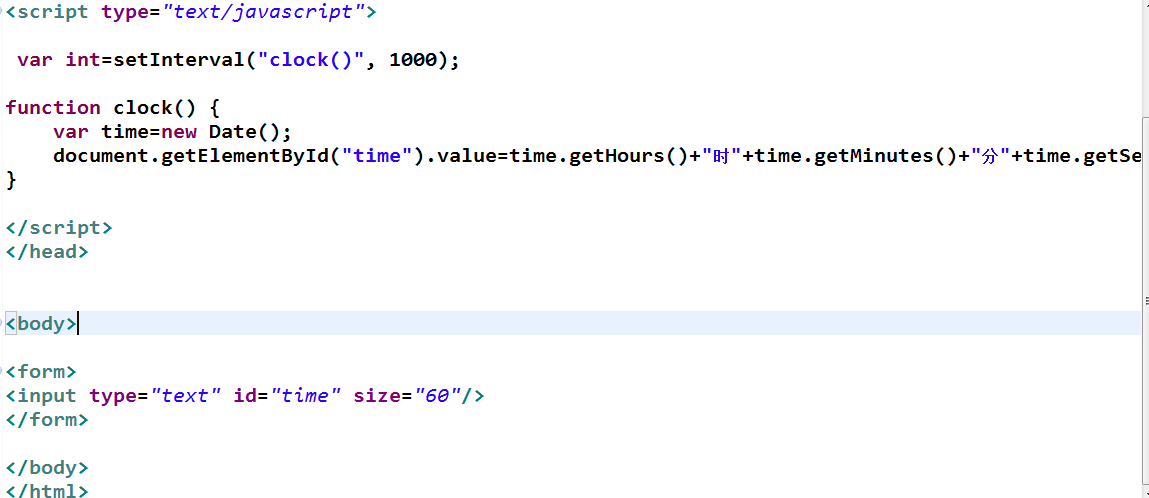 <script type="text/javascript">
var int=setInterval("clock()", 1000);
function clock() {
var time=new Date();
document.getElementById("time").value=time.getHours()+"时"+time.getMinutes()+"分"+time.getSe
}
</script>
</head>
<body>
<form>
<input type="text" id="time" size="60"/>
</form>
</body>
</html>